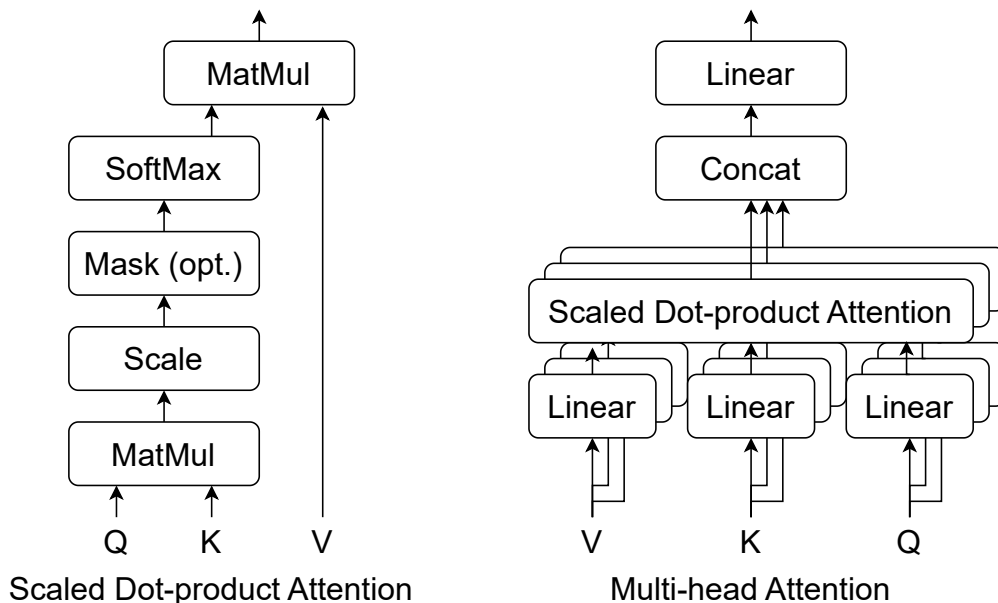 MatMul
SoftMax
Mask (opt.)
Scale
MatMul
Q K V
Scaled Dot-product Attention
Linear
Concat
Scaled Dot-product Attention
Linear Linear Linear
V K Q
Multi-head Attention